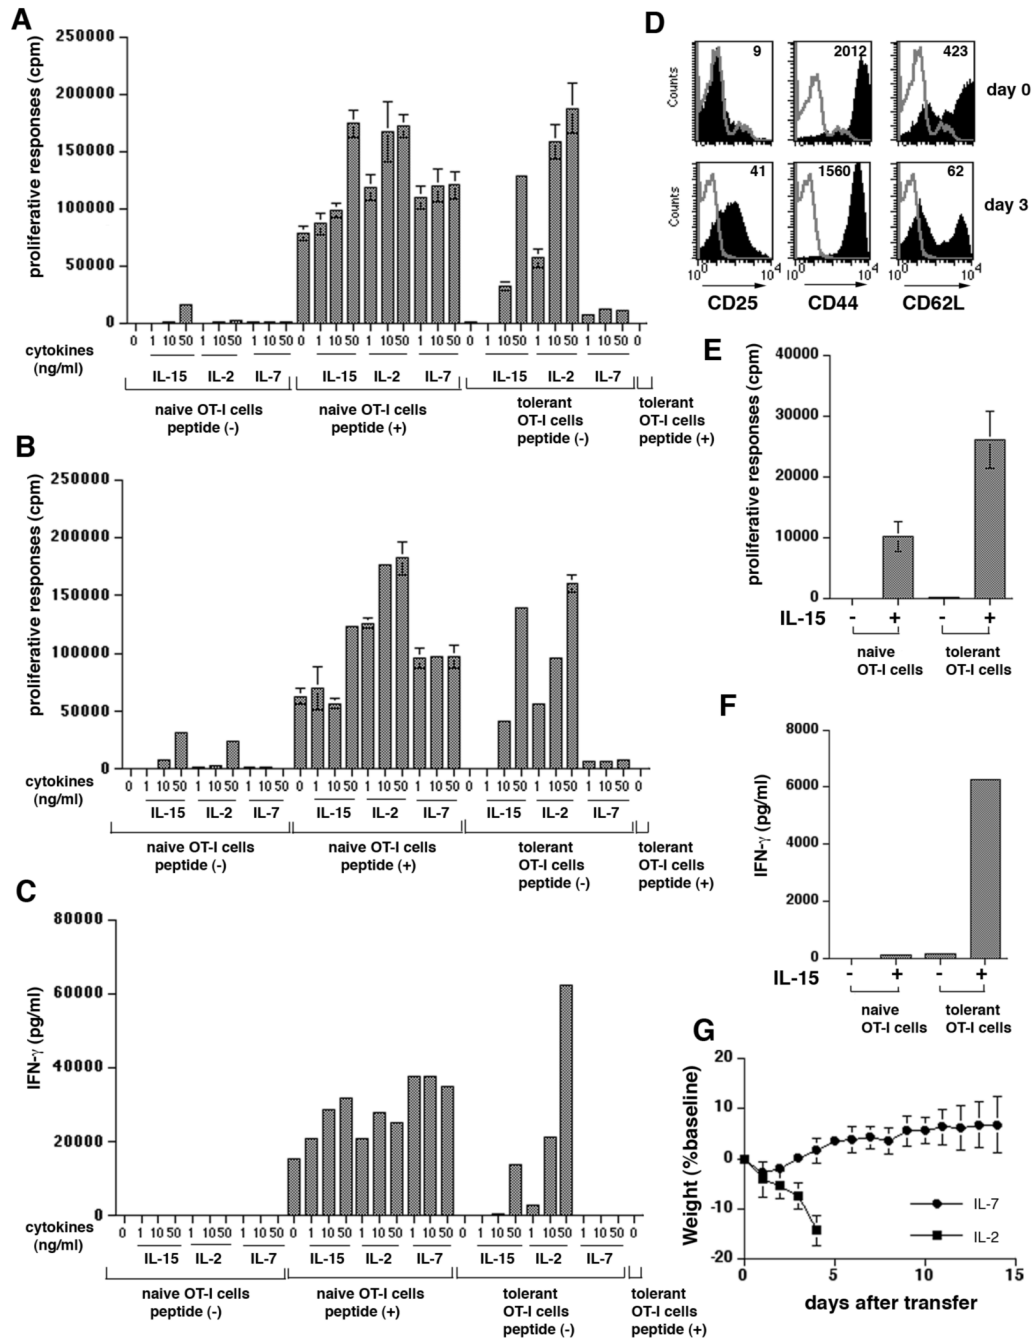 A
proliferative responses (cpm)
250000
200000
150000
100000
50000
0
cytokines
(ng/ml)
0 1 10 50 1 10 50 1 10 50 0 1 10 50 1 10 50 1 10 50 0 1 10 50 1 10 50 1 10 50 0
IL-15 IL-2 IL-7 IL-15 IL-2 IL-7 IL-15 IL-2 IL-7
naive OT-I cells
peptide (-)
naive OT-I cells
peptide (+)
tolerant
OT-I cells
peptide (-)
tolerant
OT-I cells
peptide (+)
B
proliferative responses (cpm)
250000
200000
150000
100000
50000
0
cytokines
(ng/ml)
0 1 10 50 1 10 50 1 10 50 0 1 10 50 1 10 50 1 10 50 0 1 10 50 1 10 50 1 10 50 0
IL-15 IL-2 IL-7 IL-15 IL-2 IL-7 IL-15 IL-2 IL-7
naive OT-I cells
peptide (-)
naive OT-I cells
peptide (+)
tolerant
OT-I cells
peptide (-)
tolerant
OT-I cells
peptide (+)
C
IFN-γ (pg/ml)
80000
60000
40000
20000
0
cytokines
(ng/ml)
0 1 10 50 1 10 50 1 10 50 0 1 10 50 1 10 50 1 10 50 0 1 10 50 1 10 50 1 10 50 0
IL-15 IL-2 IL-7 IL-15 IL-2 IL-7 IL-15 IL-2 IL-7
naive OT-I cells
peptide (-)
naive OT-I cells
peptide (+)
tolerant
OT-I cells
peptide (-)
tolerant
OT-I cells
peptide (+)
D
Counts
9 2012 423
day 0
Counts
41 1560 62
day 3
10⁰ 10⁴ 10⁰ 10⁴ 10⁰ 10⁴
CD25 CD44 CD62L
E
proliferative responses (cpm)
40000
30000
20000
10000
0
IL-15 - + - +
naive
OT-I cells
tolerant
OT-I cells
F
IFN-γ (pg/ml)
8000
6000
4000
2000
0
IL-15 - + - +
naive
OT-I cells
tolerant
OT-I cells
G
Weight (%baseline)
20
10
0
-10
-20
IL-7
IL-2
0 5 10 15
days after transfer